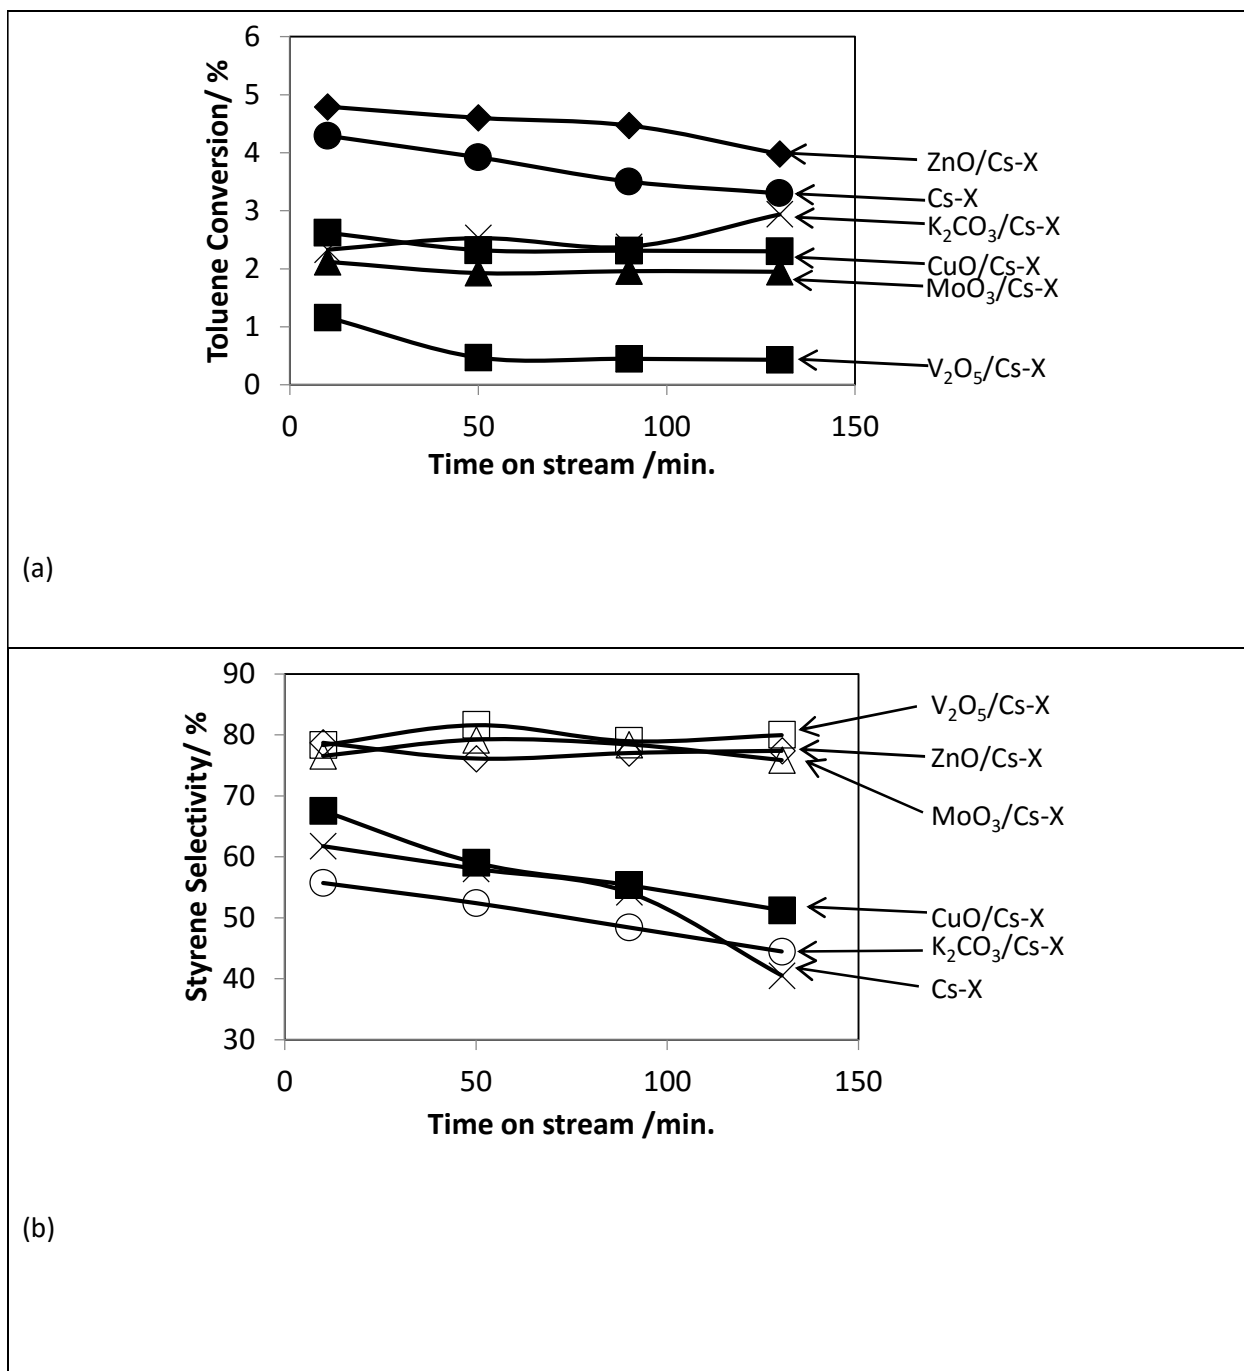 6
5
4
3
2
1
0
0 50 100 150
Toluene Conversion/ %
Time on stream /min.
ZnO/Cs-X
Cs-X
K₂CO₃/Cs-X
CuO/Cs-X
MoO₃/Cs-X
V₂O₅/Cs-X
(a)
90
80
70
60
50
40
30
0 50 100 150
Styrene Selectivity/ %
Time on stream /min.
V₂O₅/Cs-X
ZnO/Cs-X
MoO₃/Cs-X
CuO/Cs-X
K₂CO₃/Cs-X
Cs-X
(b)